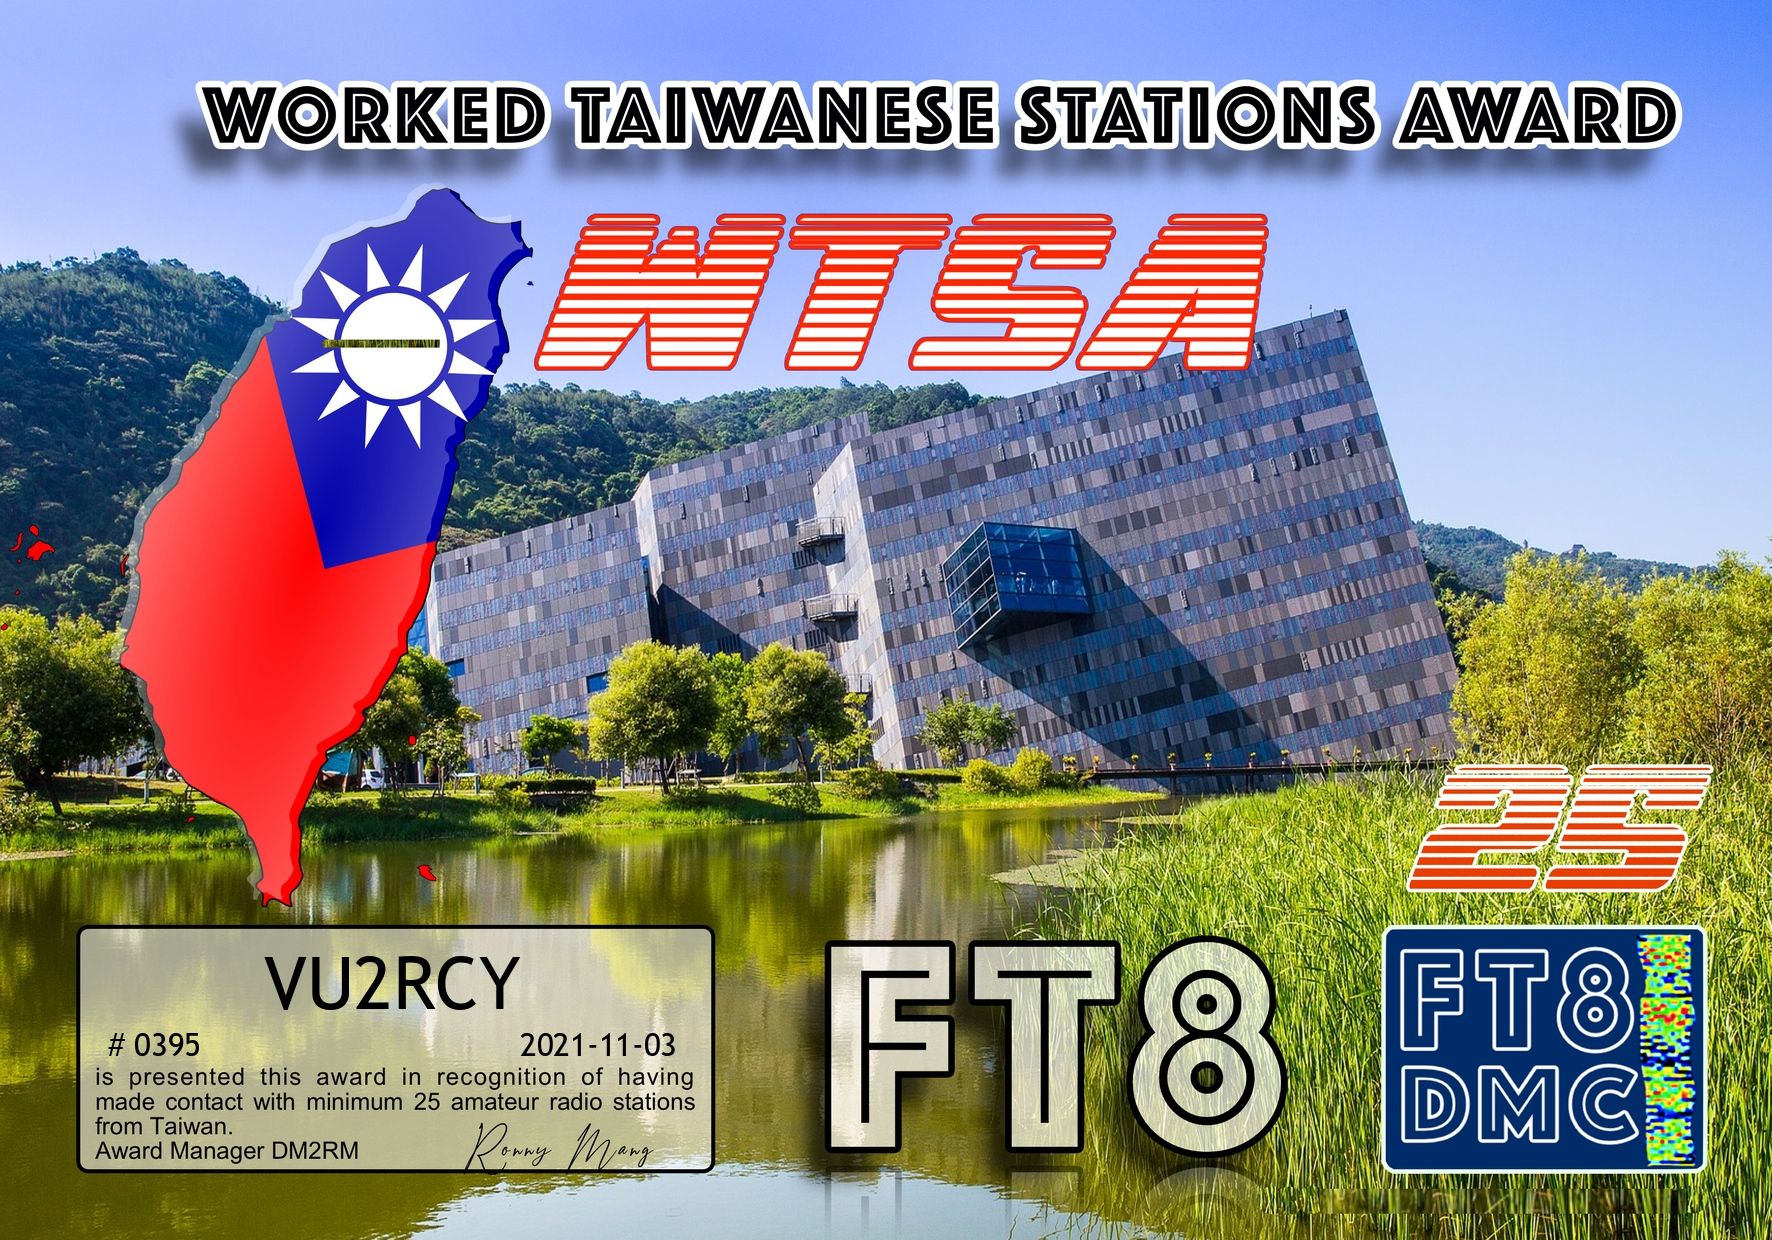 WORKED TAIWANESE STATIONS AWARD
WTSA
25
VU2RCY
# 0395 2021-11-03
is presented this award in recognition of having
made contact with minimum 25 amateur radio stations
from Taiwan.
Award Manager DM2RM Ronny Mang
FT8
FT8
DMC